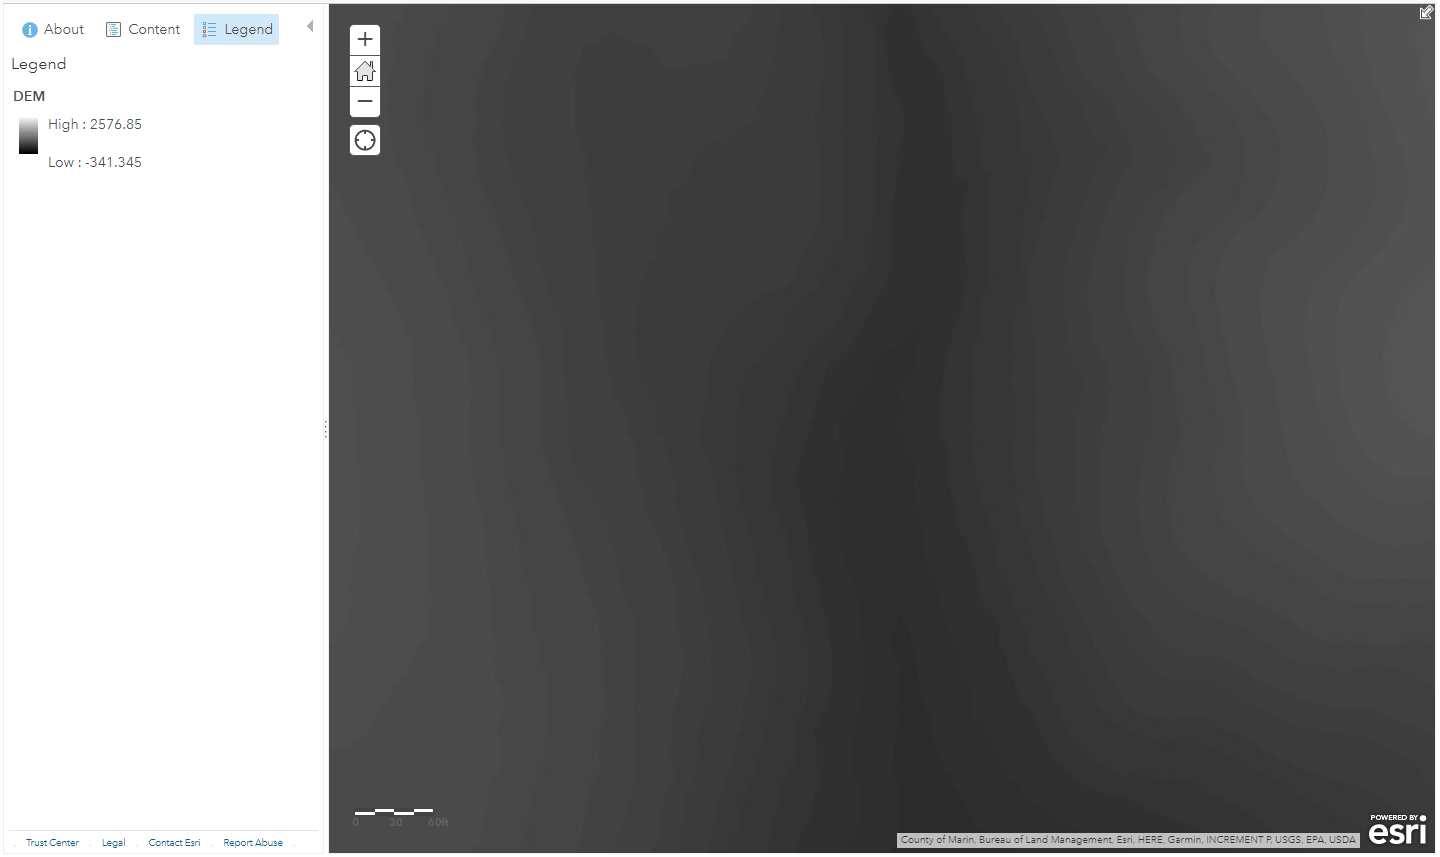 About Content Legend
Legend
DEM
High : 2576.85
Low : -341.345
0 30 60ft
Trust Center . Legal . Contact Esri . Report Abuse .
County of Marin, Bureau of Land Management, Esri, HERE, Garmin, INCREMENT P, USGS, EPA, USDA
POWERED BY
esri